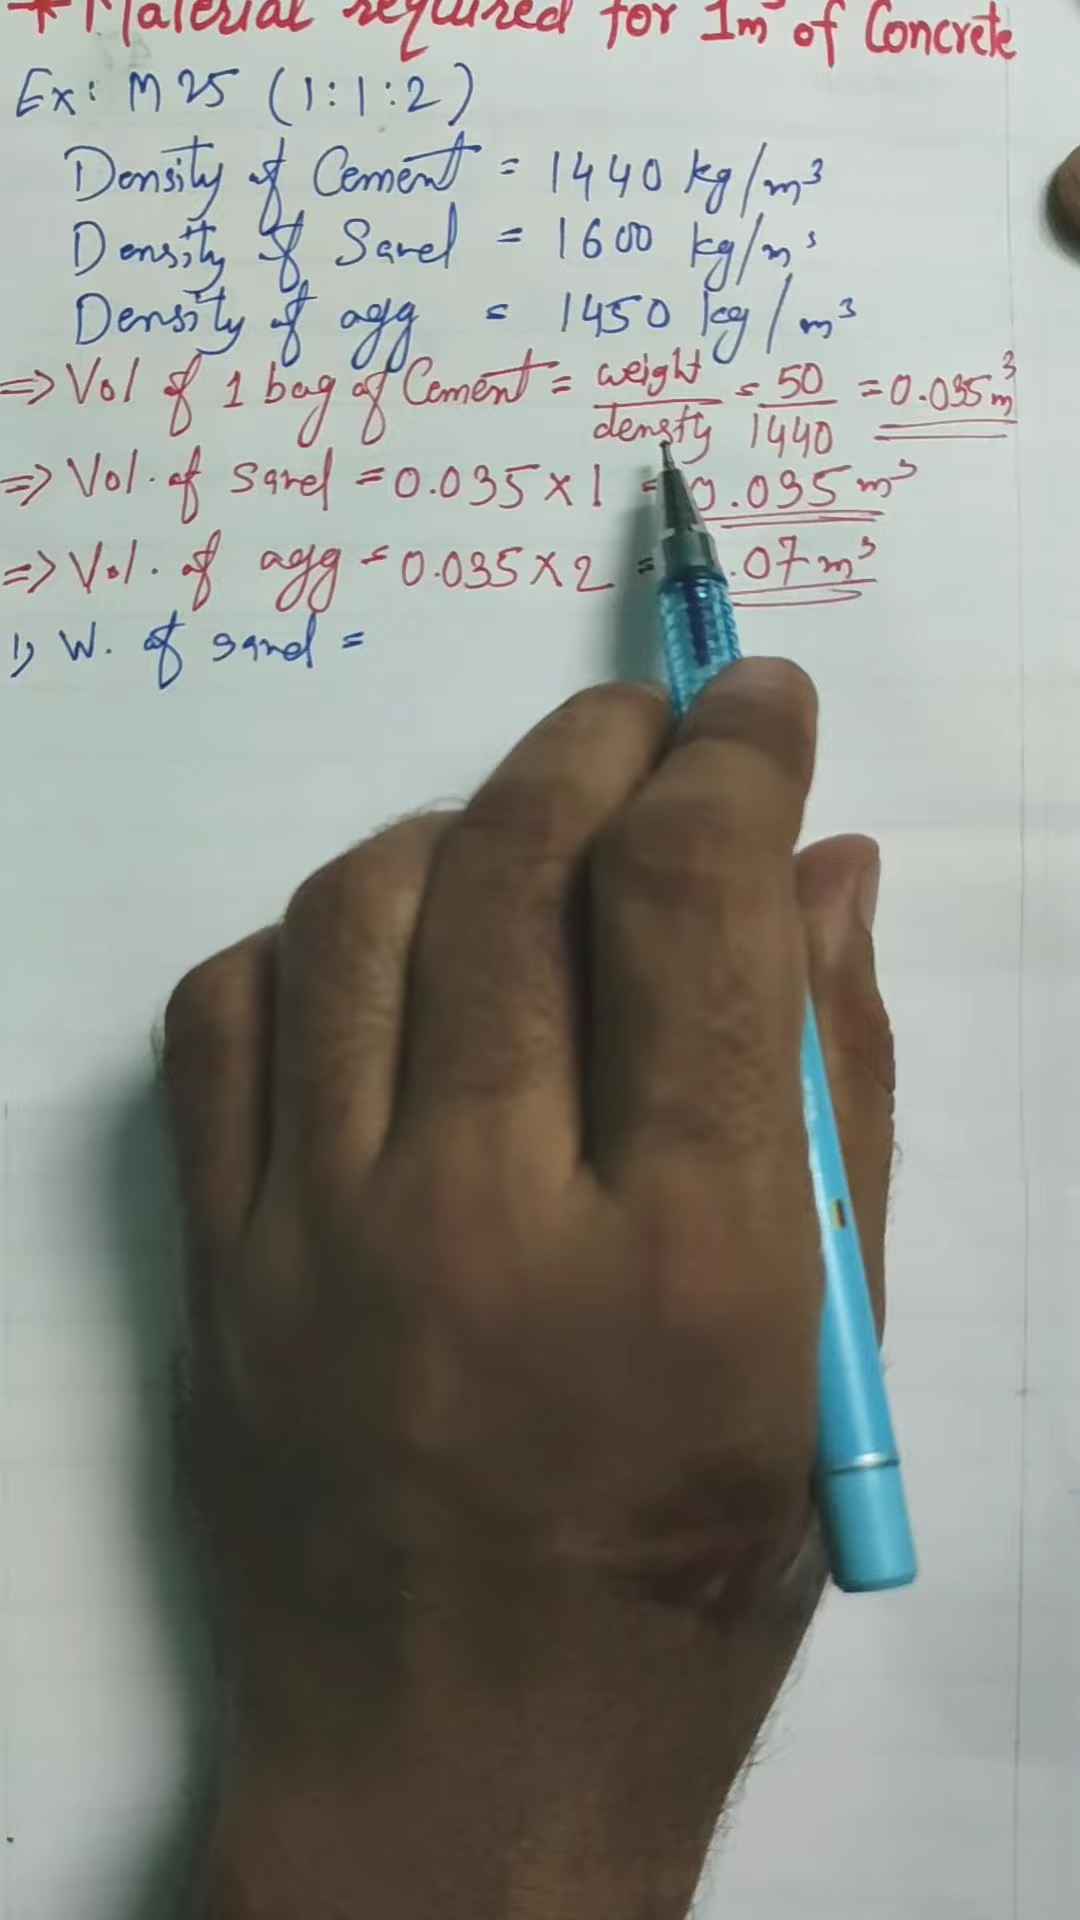 * Material required for 1m³ of Concrete
Ex: M25 (1:1:2)
Density of Cement = 1440 kg/m³
Density of Sand = 1600 kg/m³
Density of agg = 1450 kg/m³
=> Vol of 1 bag of Cement = weight/density = 50/1440 = 0.035m³
=> Vol. of sand = 0.035 x 1 = 0.035 m³
=> Vol. of agg = 0.035 x 2 = .07 m³
1) W. of sand =